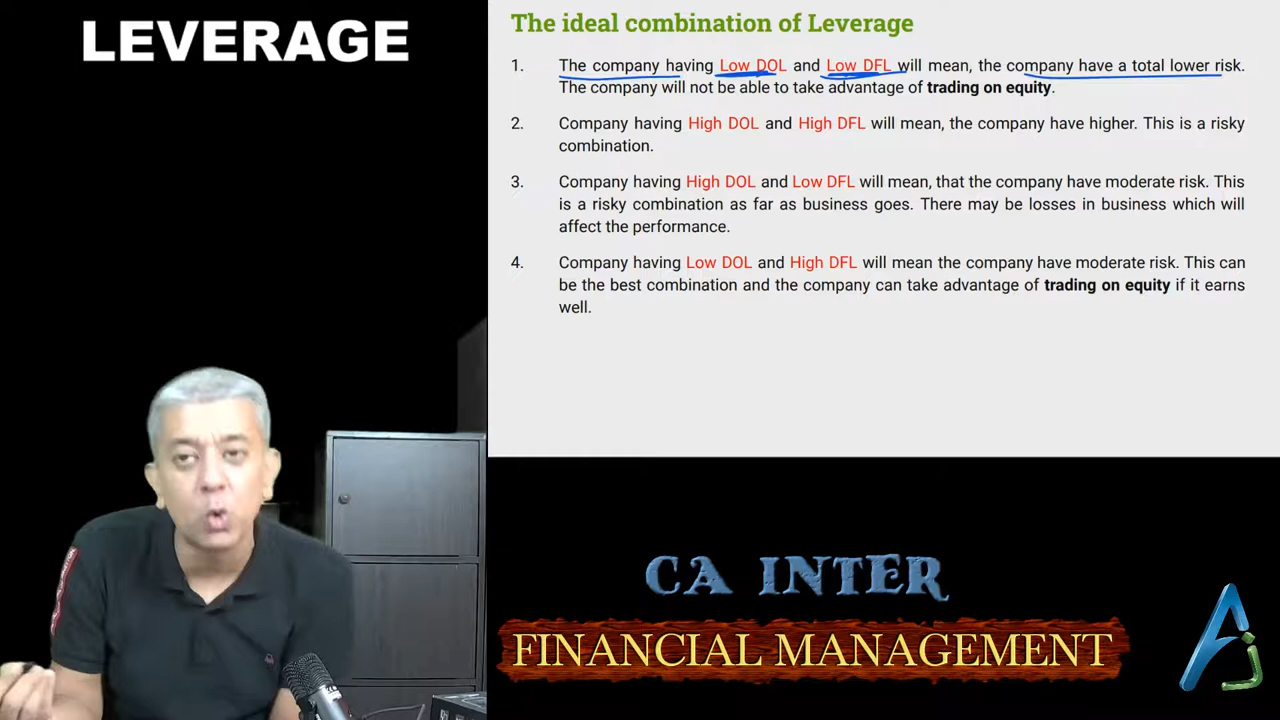 LEVERAGE
The ideal combination of Leverage
1. The company having Low DOL and Low DFL will mean, the company have a total lower risk.
The company will not be able to take advantage of trading on equity.
2. Company having High DOL and High DFL will mean, the company have higher. This is a risky
combination.
3. Company having High DOL and Low DFL will mean, that the company have moderate risk. This
is a risky combination as far as business goes. There may be losses in business which will
affect the performance.
4. Company having Low DOL and High DFL will mean the company have moderate risk. This can
be the best combination and the company can take advantage of trading on equity if it earns
well.
CA INTER
FINANCIAL MANAGEMENT